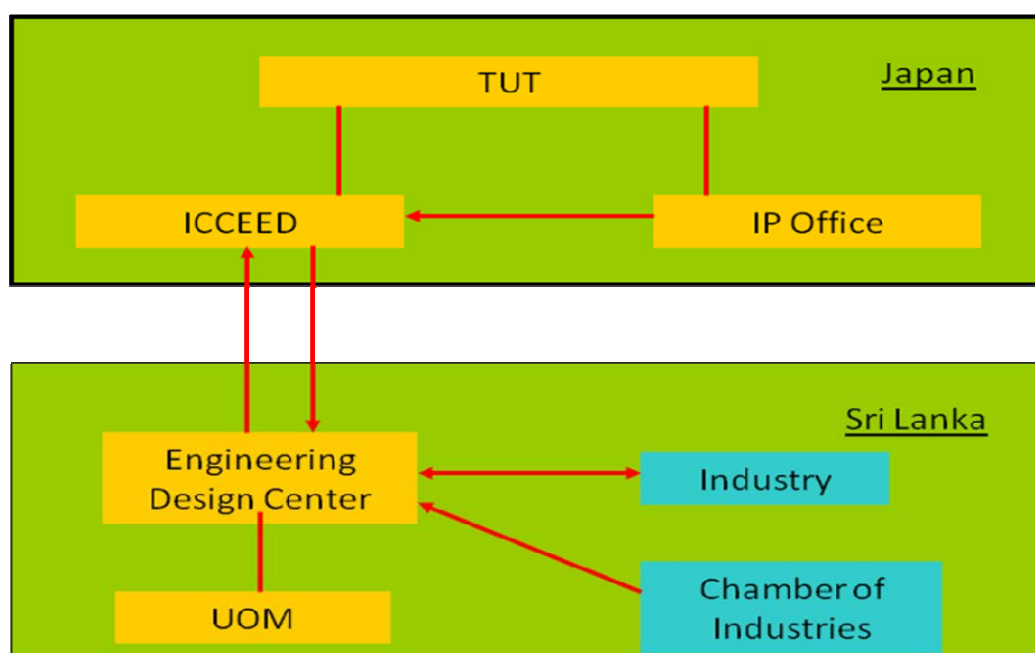 TUT
Japan
ICCEED
IP Office
Sri Lanka
Engineering
Design Center
Industry
UOM
Chamber of
Industries